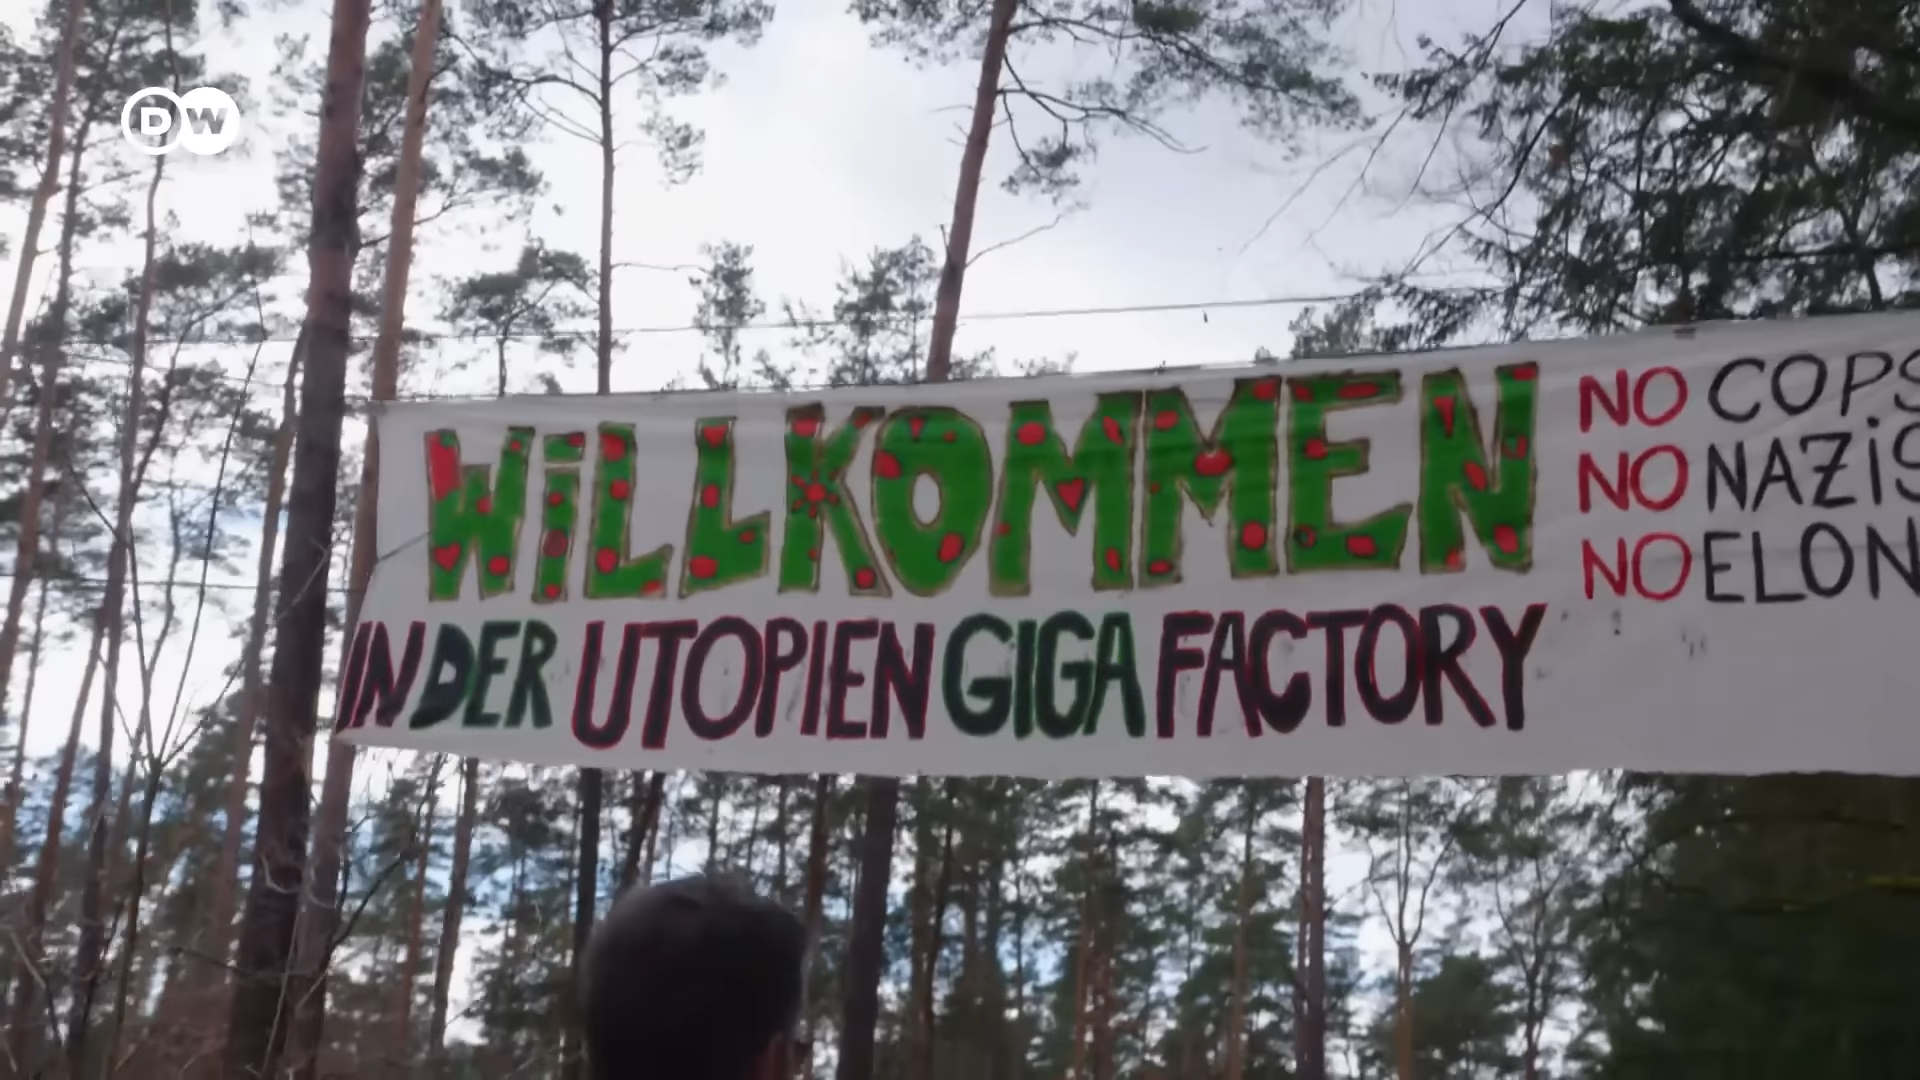 DW
WiLLKOMMEN
IN DER UTOPIEN GIGA FACTORY
NO COPS
NO NAZiS
NO ELON